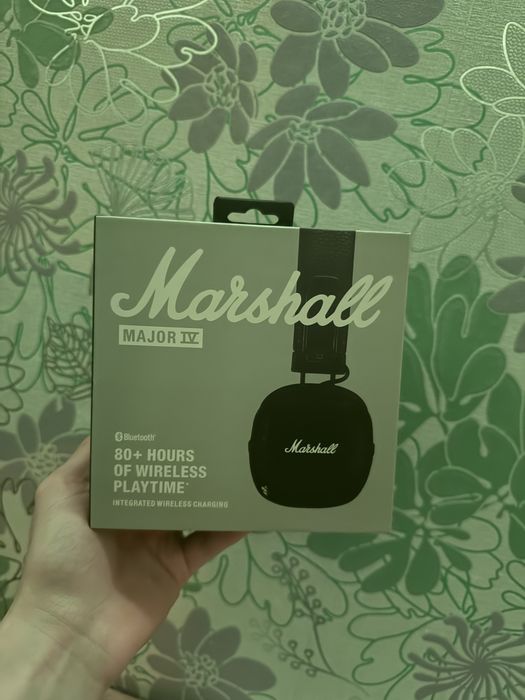 Marshall
MAJOR IV
Bluetooth®
80+ HOURS
OF WIRELESS
PLAYTIME*
INTEGRATED WIRELESS CHARGING
Marshall